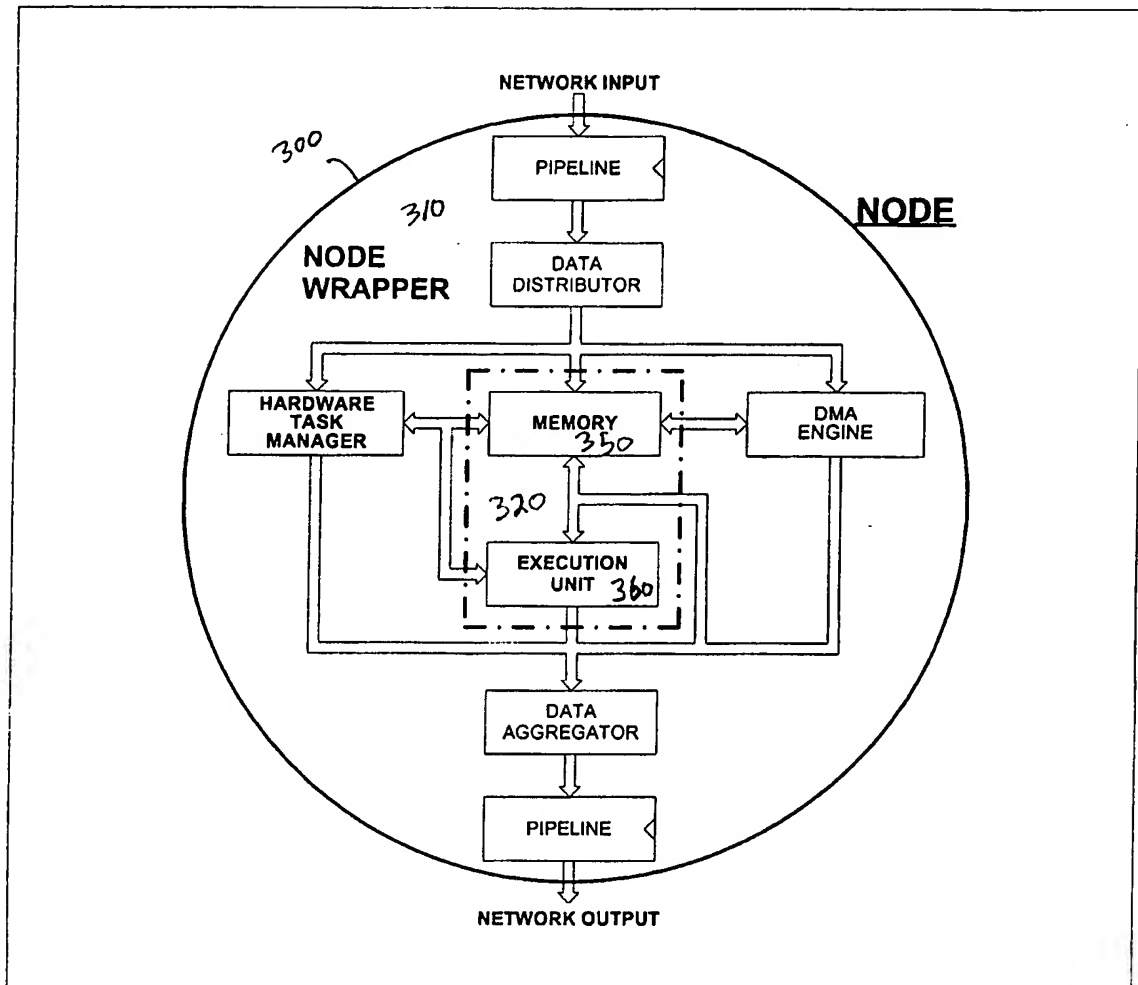 NETWORK INPUT
300
PIPELINE
310
NODE
NODE
WRAPPER
DATA
DISTRIBUTOR
HARDWARE
TASK
MANAGER
MEMORY
350
DMA
ENGINE
320
EXECUTION
UNIT
360
DATA
AGGREGATOR
PIPELINE
NETWORK OUTPUT